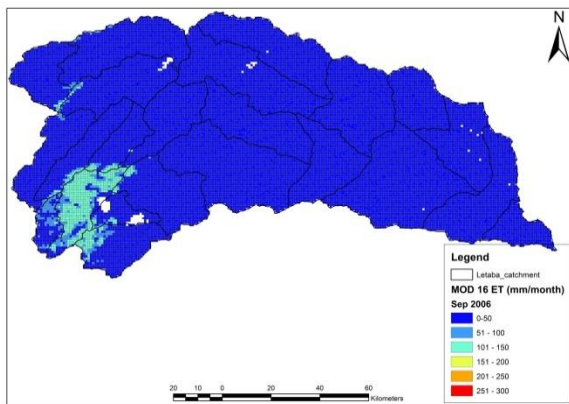 N
Legend
Letaba_catchment
MOD 16 ET (mm/month)
Sep 2006
0-50
51 - 100
101 - 150
151 - 200
201 - 250
251 - 300
20 10 0 20 40 60
Kilometers